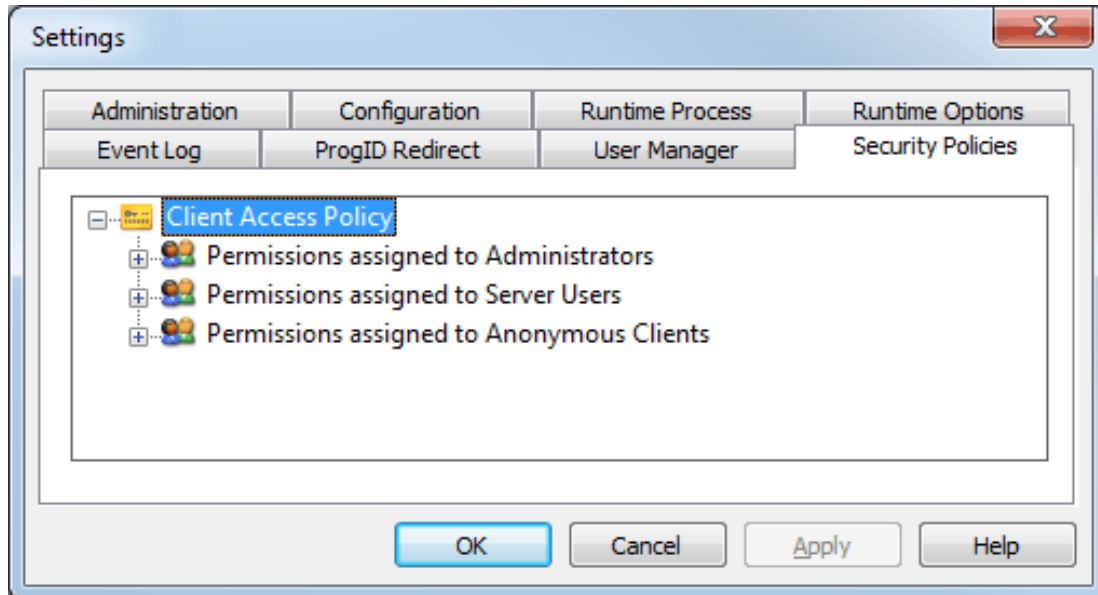 Settings
Administration Configuration Runtime Process Runtime Options
Event Log ProgID Redirect User Manager Security Policies
Client Access Policy
Permissions assigned to Administrators
Permissions assigned to Server Users
Permissions assigned to Anonymous Clients
OK Cancel Apply Help